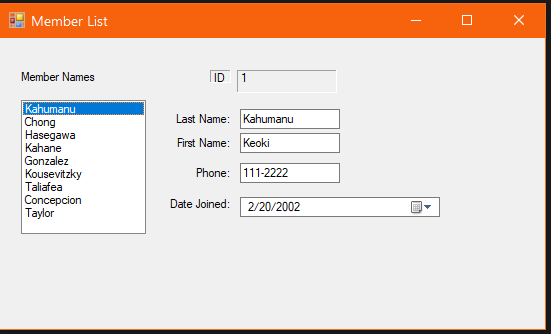 Member List
Member Names
ID 1
Kahumanu
Chong
Hasegawa
Kahane
Gonzalez
Kousevitzky
Taliafea
Concepcion
Taylor
Last Name: Kahumanu
First Name: Keoki
Phone: 111-2222
Date Joined: 2/20/2002